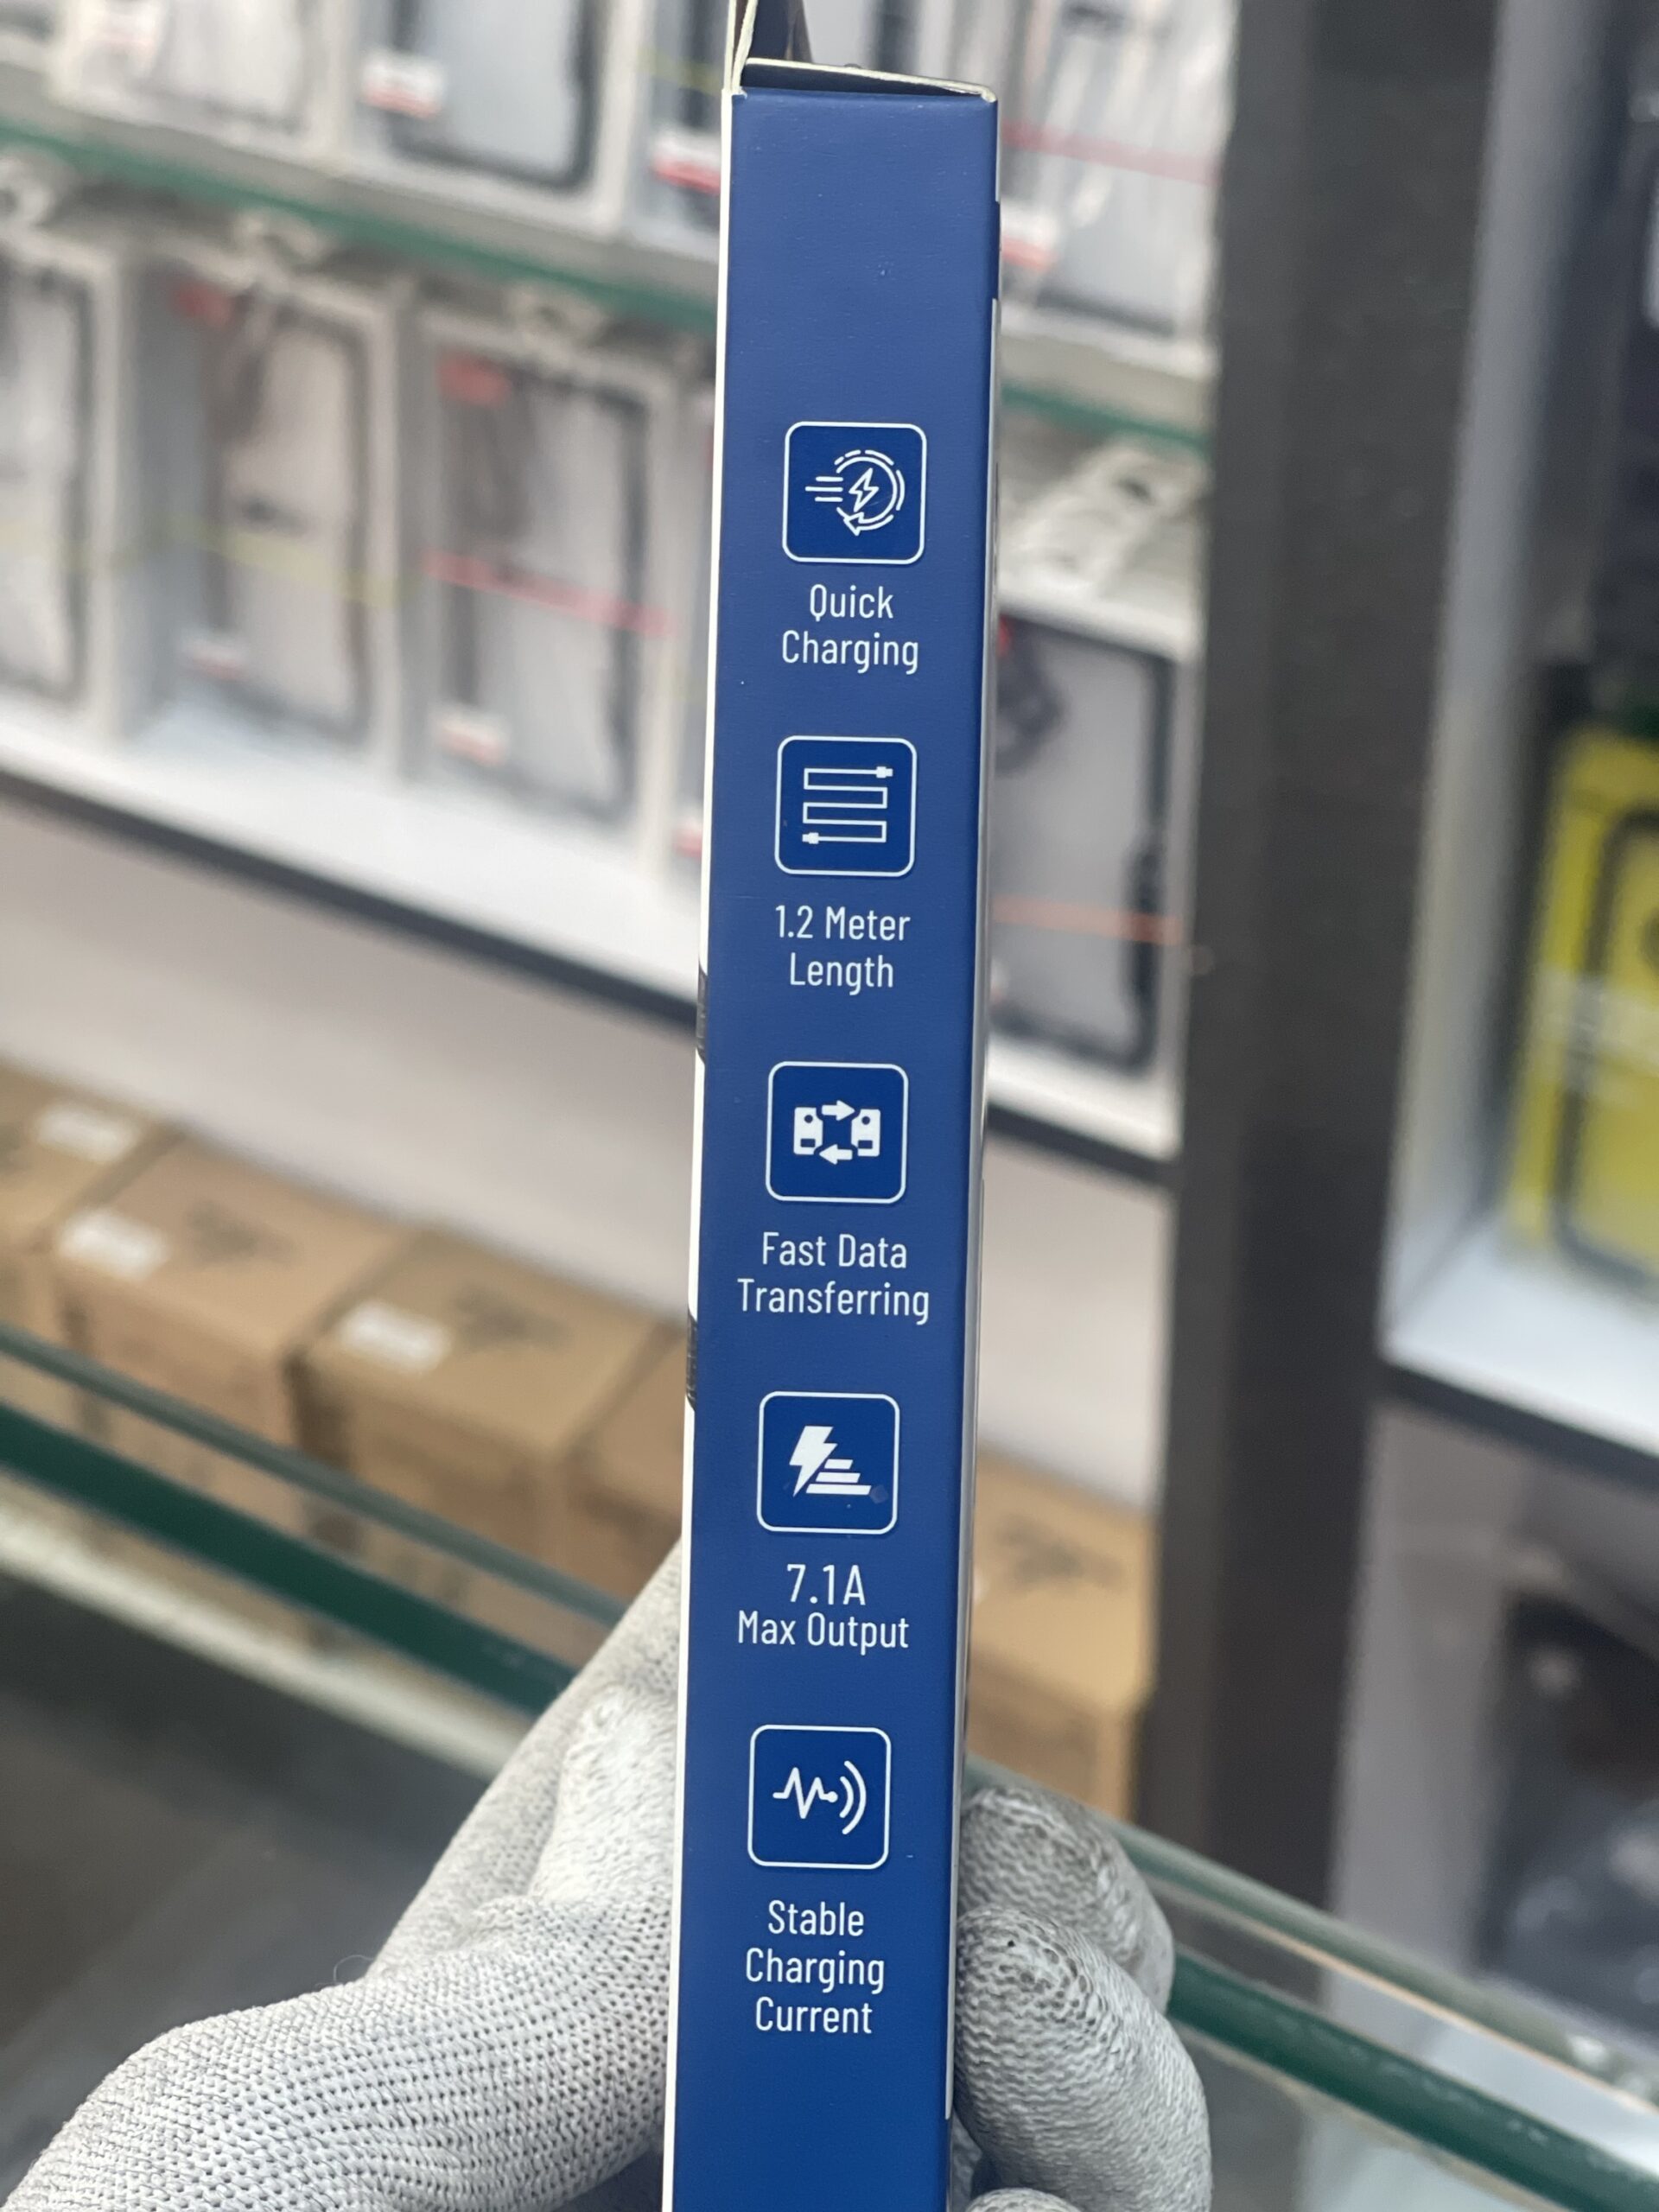 Quick
Charging
1.2 Meter
Length
Fast Data
Transferring
7.1A
Max Output
Stable
Charging
Current